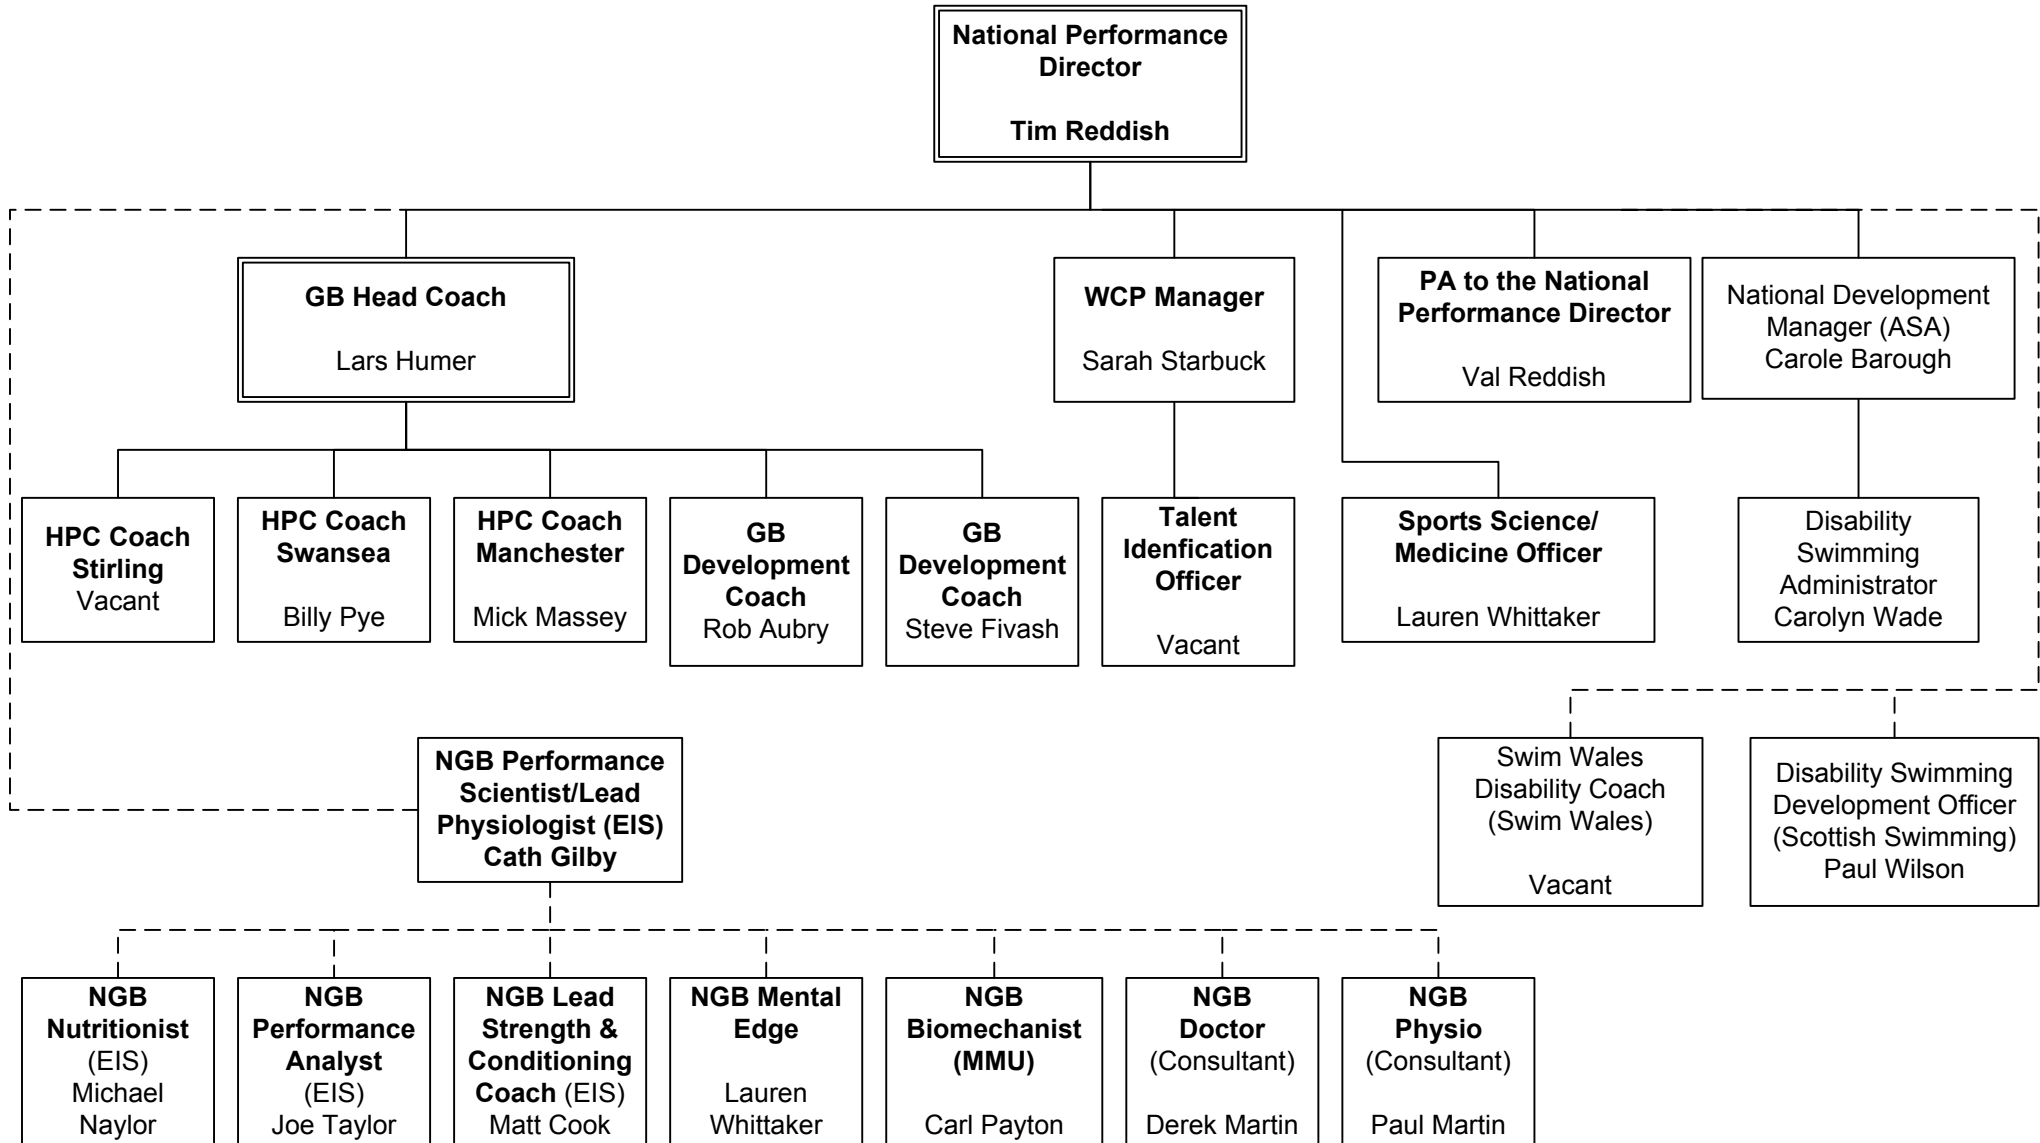 National Performance
Director
Tim Reddish
GB Head Coach
Lars Humer
WCP Manager
Sarah Starbuck
PA to the National
Performance Director
Val Reddish
National Development
Manager (ASA)
Carole Barough
HPC Coach
Stirling
Vacant
HPC Coach
Swansea
Billy Pye
HPC Coach
Manchester
Mick Massey
GB
Development
Coach
Rob Aubry
GB
Development
Coach
Steve Fivash
Talent
Idenfication
Officer
Vacant
Sports Science/
Medicine Officer
Lauren Whittaker
Disability
Swimming
Administrator
Carolyn Wade
NGB Performance
Scientist/Lead
Physiologist (EIS)
Cath Gilby
Swim Wales
Disability Coach
(Swim Wales)
Vacant
Disability Swimming
Development Officer
(Scottish Swimming)
Paul Wilson
NGB
Nutritionist
(EIS)
Michael
Naylor
NGB
Performance
Analyst
(EIS)
Joe Taylor
NGB Lead
Strength &
Conditioning
Coach (EIS)
Matt Cook
NGB Mental
Edge
Lauren
Whittaker
NGB
Biomechanist
(MMU)
Carl Payton
NGB
Doctor
(Consultant)
Derek Martin
NGB
Physio
(Consultant)
Paul Martin